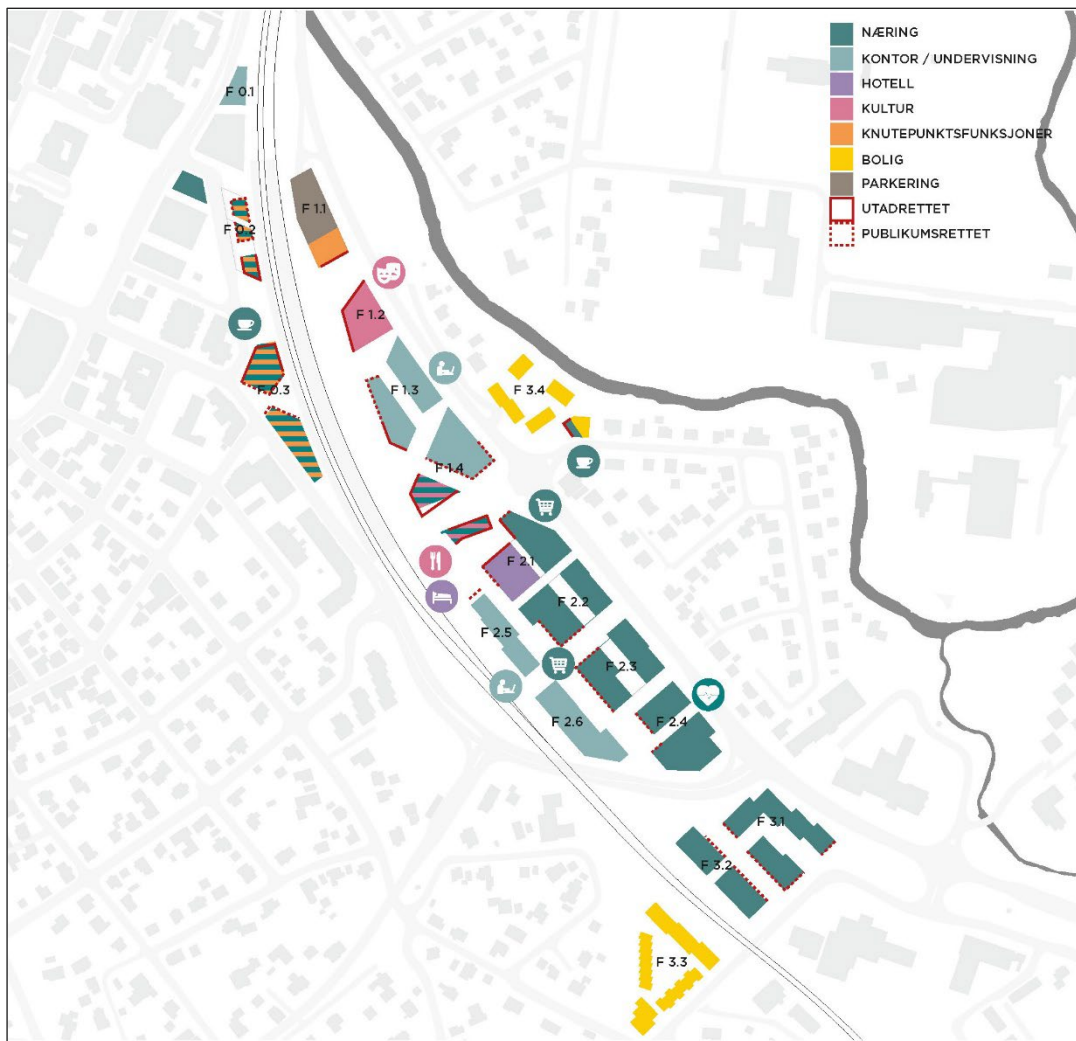 NÆRING
KONTOR / UNDERVISNING
HOTELL
KULTUR
KNUTEPUNKTSFUNKSJONER
BOLIG
PARKERING
UTADRETTET
PUBLIKUMSRETTET
F 0.1
F 1.1
F 0.2
F 1.2
F 0.3
F 1.3
F 3.4
F 1.4
F 2.1
F 2.2
F 2.5
F 2.3
F 2.6
F 2.4
F 3.1
F 3.2
F 3.3